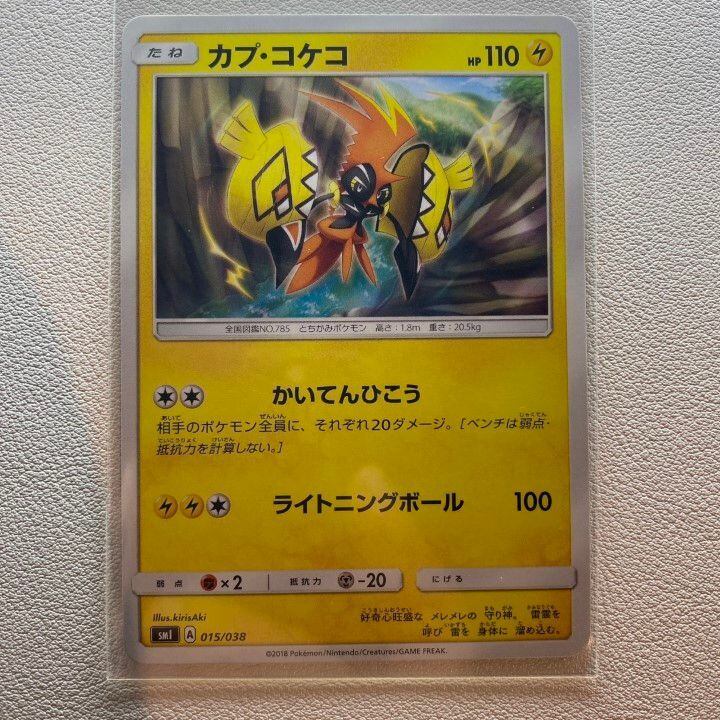 たね カプ・コケコ HP 110
全国図鑑NO.785 とちがみポケモン 高さ:1.8m 重さ:20.5kg
かいてんひこう
相手のポケモン全員に、それぞれ20ダメージ。[ベンチは弱点・
抵抗力を計算しない。]
ライトニングボール 100
弱点 ×2 抵抗力 -20 にげる
Illus.kirisAki
好奇心旺盛な メレメレの 守り神。 雷雲を
呼び 雷を 身体に 溜め込む。
SMI A 015/038
©2018 Pokémon/Nintendo/Creatures/GAME FREAK.